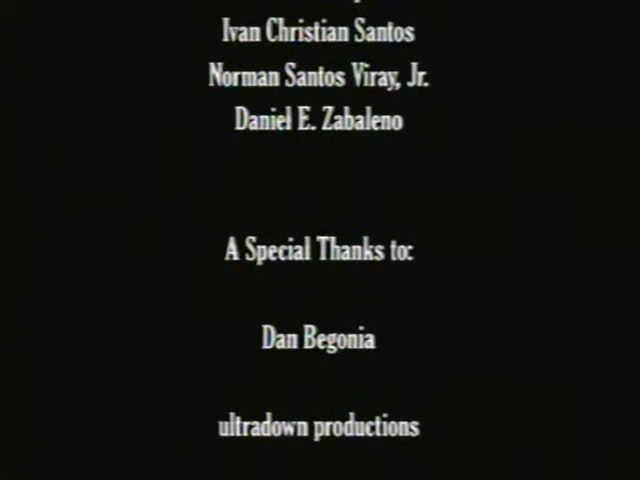 Ivan Christian Santos
Norman Santos Viray, Jr.
Daniel E. Zabaleno
A Special Thanks to:
Dan Begonia
ultradown productions